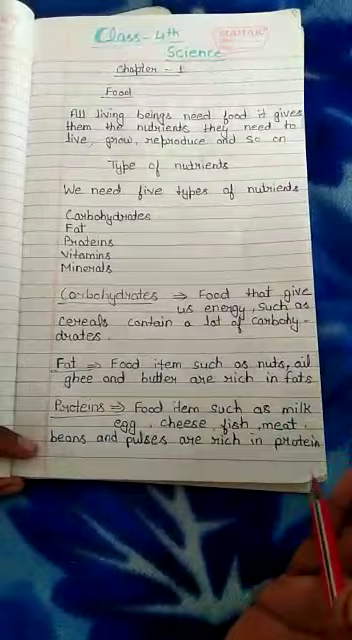 Class - 4th
Science
Chapter - 1
Food
All living beings need food it gives
them the nutrients they need to
live, grow, reproduce and so on
Type of nutrients
We need five types of nutrients
Carbohydrates
Fat
Proteins
Vitamins
Minerals
Carbohydrates ⇒ Food that give
us energy, such as
cereals contain a lot of carbohy-
drates.
Fat ⇒ Food item such as nuts, oil
ghee and butter are rich in fats
Proteins ⇒ Food item such as milk
egg, cheese, fish, meat,
beans and pulses are rich in protein